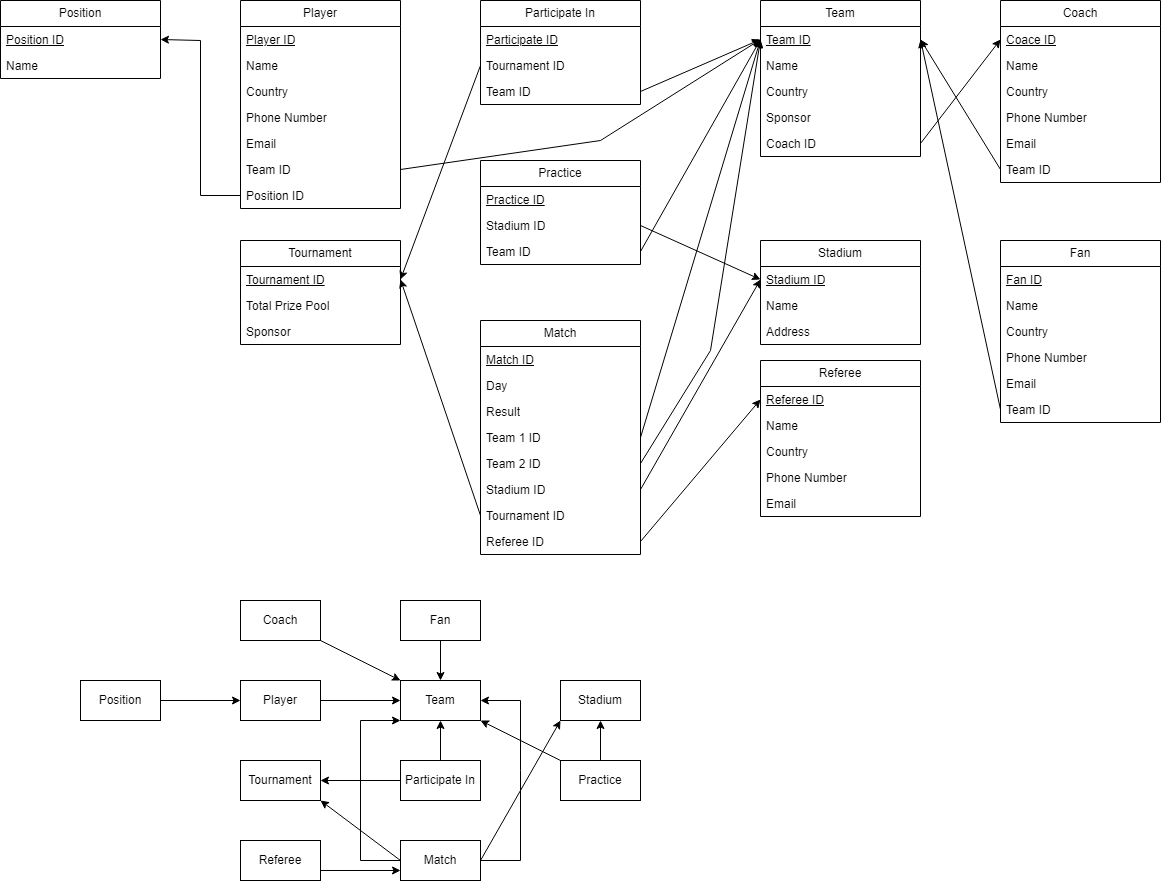 Position
Position ID
Name
Player
Player ID
Name
Country
Phone Number
Email
Team ID
Position ID
Participate In
Participate ID
Tournament ID
Team ID
Team
Team ID
Name
Country
Sponsor
Coach ID
Coach
Coace ID
Name
Country
Phone Number
Email
Team ID
Practice
Practice ID
Stadium ID
Team ID
Tournament
Tournament ID
Total Prize Pool
Sponsor
Stadium
Stadium ID
Name
Address
Fan
Fan ID
Name
Country
Phone Number
Email
Team ID
Match
Match ID
Day
Result
Team 1 ID
Team 2 ID
Stadium ID
Tournament ID
Referee ID
Referee
Referee ID
Name
Country
Phone Number
Email
Coach
Fan
Position
Player
Team
Stadium
Tournament
Participate In
Practice
Referee
Match